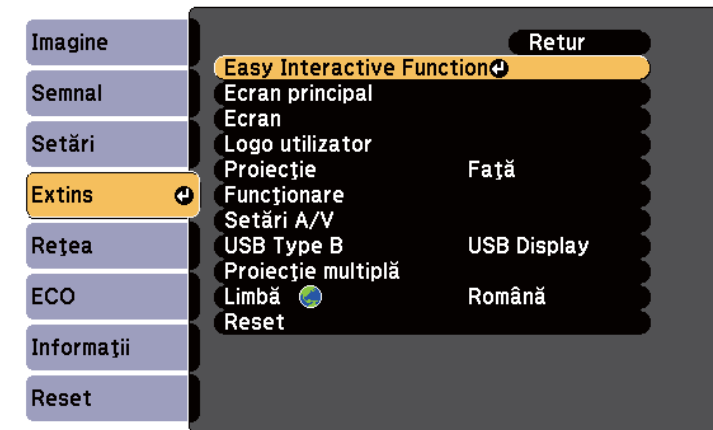 Imagine
Semnal
Setări
Extins
Reţea
ECO
Informaţii
Reset
Retur
Easy Interactive Function
Ecran principal
Ecran
Logo utilizator
Proiecţie Faţă
Funcţionare
Setări A/V
USB Type B USB Display
Proiecţie multiplă
Limbă Română
Reset